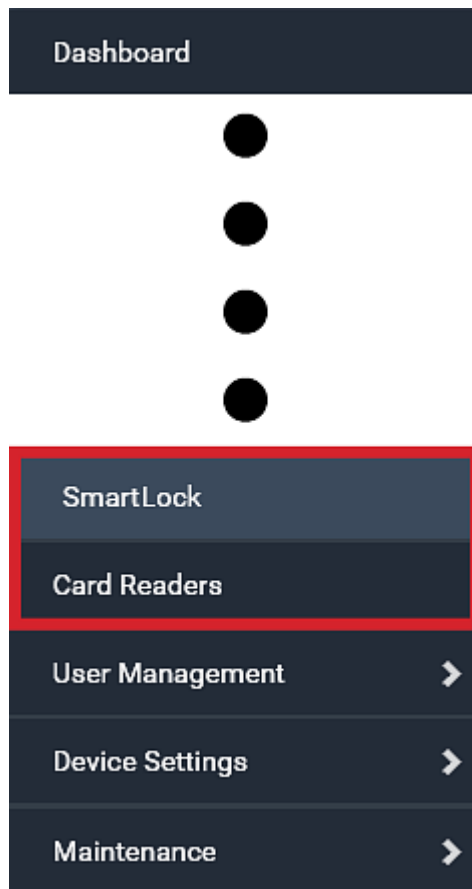 Dashboard
SmartLock
Card Readers
User Management
Device Settings
Maintenance